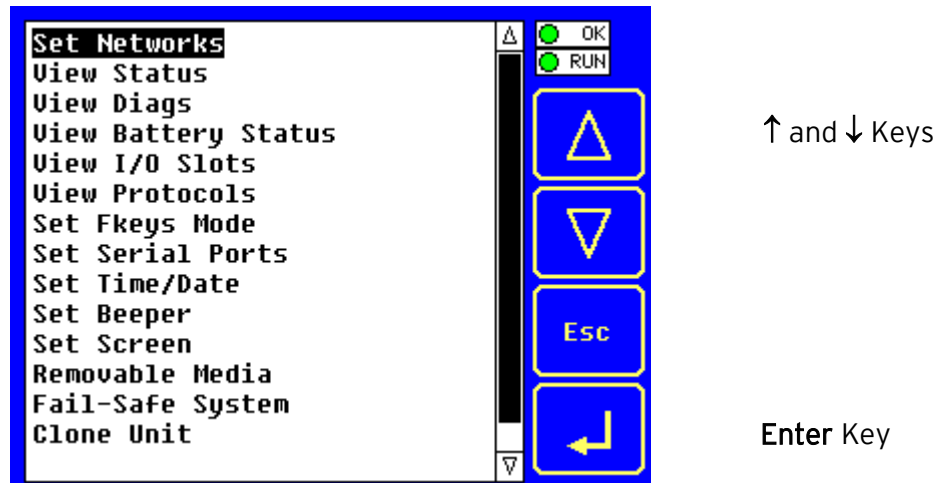 Set Networks
View Status
View Diags
View Battery Status
View I/O Slots
View Protocols
Set Fkeys Mode
Set Serial Ports
Set Time/Date
Set Beeper
Set Screen
Removable Media
Fail-Safe System
Clone Unit
OK
RUN
Esc
↑ and ↓ Keys
Enter Key